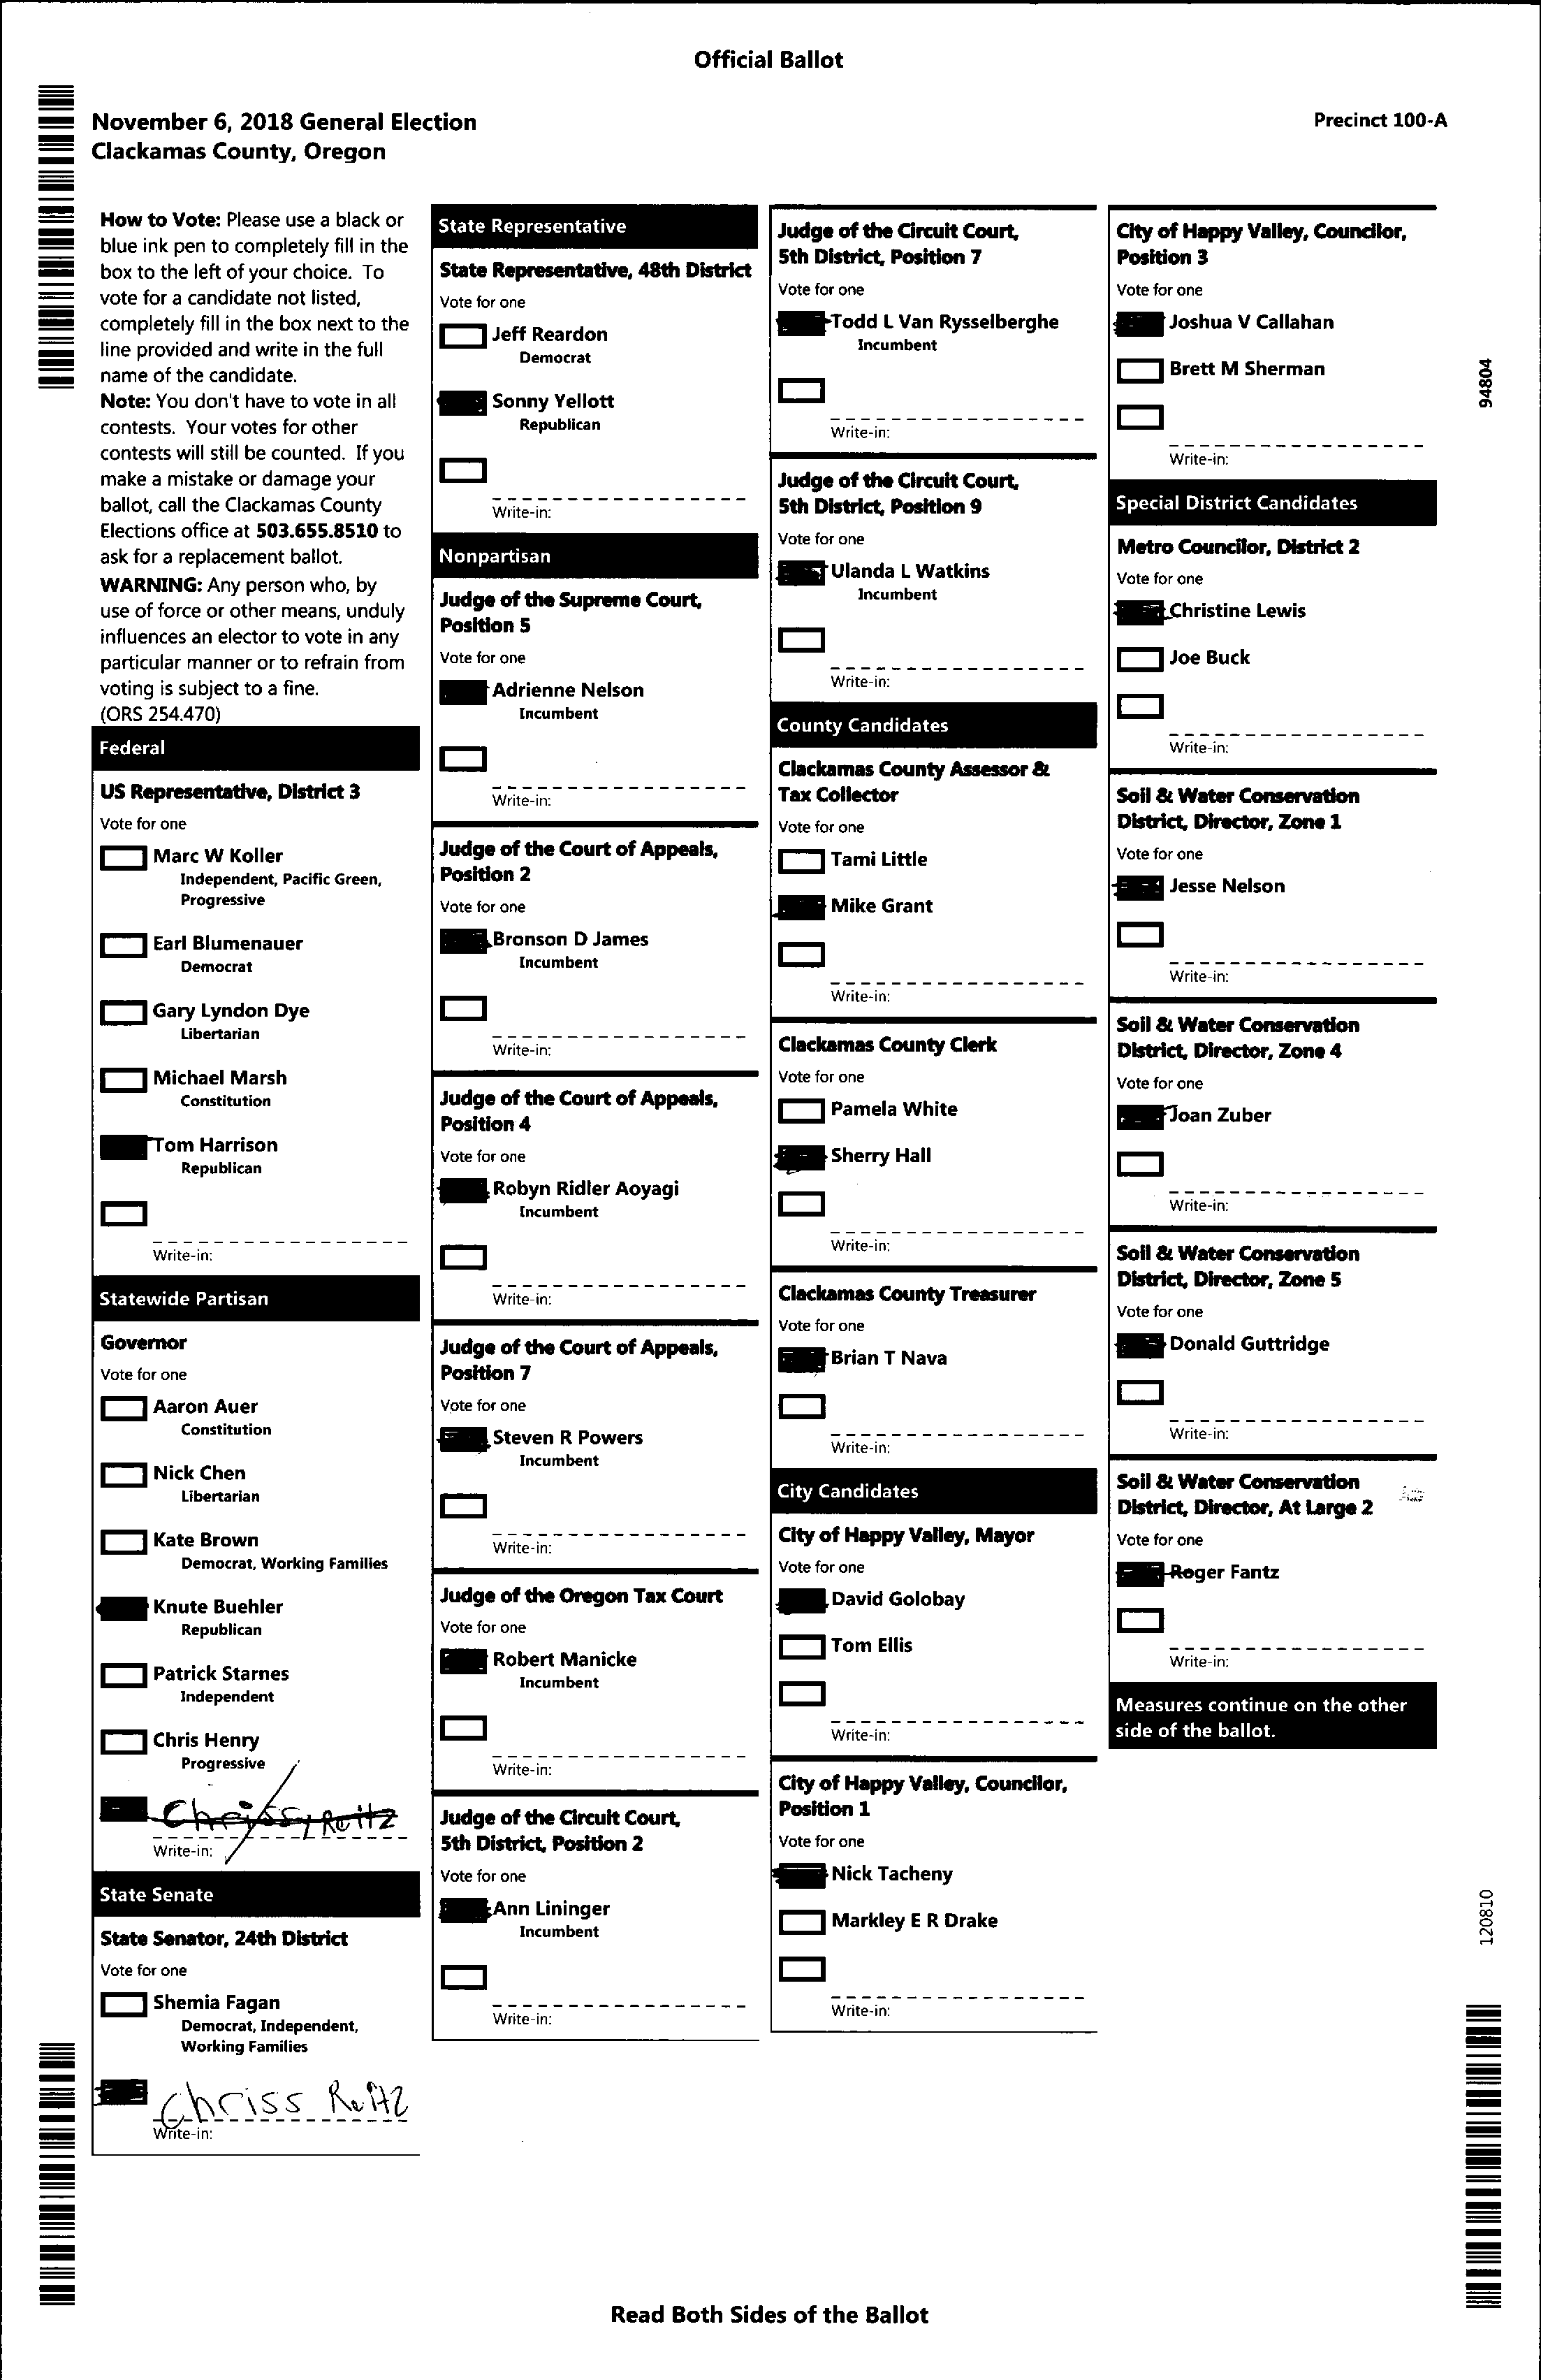 Official Ballot
November 6, 2018 General Election
Clackamas County, Oregon
Precinct 100-A
How to Vote: Please use a black or
blue ink pen to completely fill in the
box to the left of your choice. To
vote for a candidate not listed,
completely fill in the box next to the
line provided and write in the full
name of the candidate.
Note: You don't have to vote in all
contests. Your votes for other
contests will still be counted. If you
make a mistake or damage your
ballot, call the Clackamas County
Elections office at 503.655.8510 to
ask for a replacement ballot.
WARNING: Any person who, by
use of force or other means, unduly
influences an elector to vote in any
particular manner or to refrain from
voting is subject to a fine.
(ORS 254.470)
Federal
US Representative, District 3
Vote for one
Marc W Koller
Independent, Pacific Green,
Progressive
Earl Blumenauer
Democrat
Gary Lyndon Dye
Libertarian
Michael Marsh
Constitution
Tom Harrison
Republican
Write-in:
Statewide Partisan
Governor
Vote for one
Aaron Auer
Constitution
Nick Chen
Libertarian
Kate Brown
Democrat, Working Families
Knute Buehler
Republican
Patrick Starnes
Independent
Chris Henry
Progressive
Chrissy Reitz
Write-in:
State Senate
State Senator, 24th District
Vote for one
Shemia Fagan
Democrat, Independent,
Working Families
Chriss Reitz
Write-in:
State Representative
State Representative, 48th District
Vote for one
Jeff Reardon
Democrat
Sonny Yellott
Republican
Write-in:
Nonpartisan
Judge of the Supreme Court,
Position 5
Vote for one
Adrienne Nelson
Incumbent
Write-in:
Judge of the Court of Appeals,
Position 2
Vote for one
Bronson D James
Incumbent
Write-in:
Judge of the Court of Appeals,
Position 4
Vote for one
Robyn Ridler Aoyagi
Incumbent
Write-in:
Judge of the Court of Appeals,
Position 7
Vote for one
Steven R Powers
Incumbent
Write-in:
Judge of the Oregon Tax Court
Vote for one
Robert Manicke
Incumbent
Write-in:
Judge of the Circuit Court,
5th District, Position 2
Vote for one
Ann Lininger
Incumbent
Write-in:
Judge of the Circuit Court,
5th District, Position 7
Vote for one
Todd L Van Rysselberghe
Incumbent
Write-in:
Judge of the Circuit Court,
5th District, Position 9
Vote for one
Ulanda L Watkins
Incumbent
Write-in:
County Candidates
Clackamas County Assessor &
Tax Collector
Vote for one
Tami Little
Mike Grant
Write-in:
Clackamas County Clerk
Vote for one
Pamela White
Sherry Hall
Write-in:
Clackamas County Treasurer
Vote for one
Brian T Nava
Write-in:
City Candidates
City of Happy Valley, Mayor
Vote for one
David Golobay
Tom Ellis
Write-in:
City of Happy Valley, Councilor,
Position 1
Vote for one
Nick Tacheny
Markley E R Drake
Write-in:
City of Happy Valley, Councilor,
Position 3
Vote for one
Joshua V Callahan
Brett M Sherman
Write-in:
Special District Candidates
Metro Councilor, District 2
Vote for one
Christine Lewis
Joe Buck
Write-in:
Soil & Water Conservation
District, Director, Zone 1
Vote for one
Jesse Nelson
Write-in:
Soil & Water Conservation
District, Director, Zone 4
Vote for one
Joan Zuber
Write-in:
Soil & Water Conservation
District, Director, Zone 5
Vote for one
Donald Guttridge
Write-in:
Soil & Water Conservation
District, Director, At Large 2
Vote for one
Roger Fantz
Write-in:
Measures continue on the other
side of the ballot.
94804
120810
Read Both Sides of the Ballot